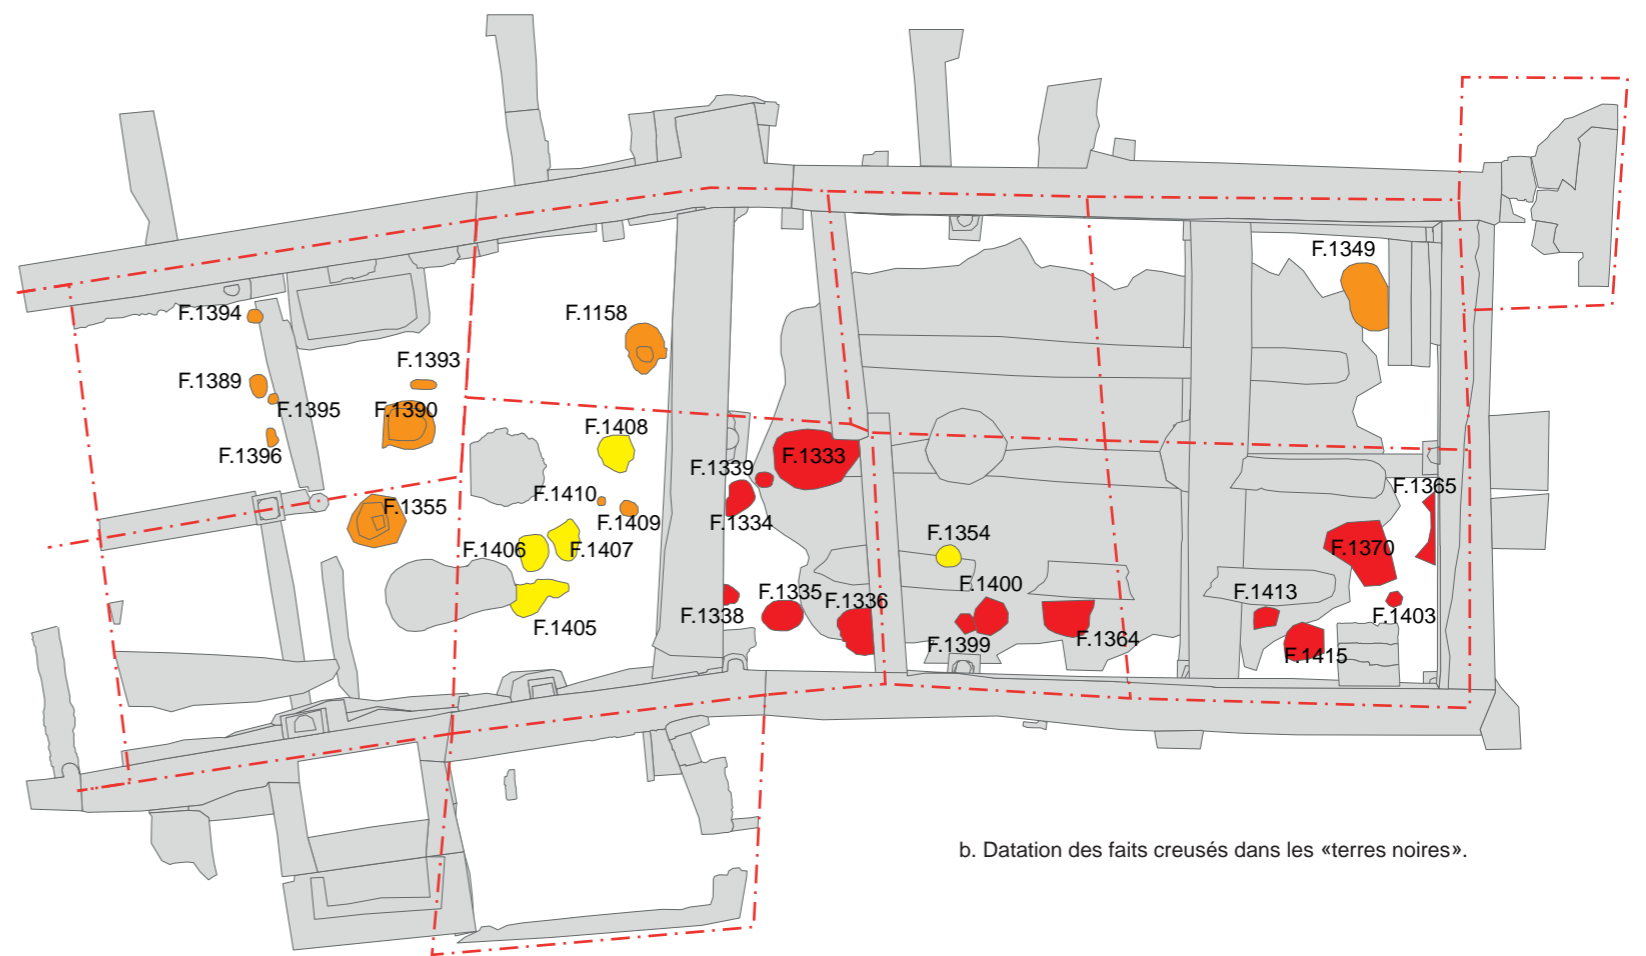 F.1349
F.1394
F.1158
F.1393
F.1389
F.1395
F.1390
F.1408
F.1396
F.1333
F.1339
F.1365
F.1410
F.1355
F.1409
F.1334
F.1354
F.1406
F.1407
F.1370
F.1400
F.1335
F.1336
F.1413
F.1338
F.1403
F.1405
F.1399
F.1364
F.1415
b. Datation des faits creusés dans les «terres noires».